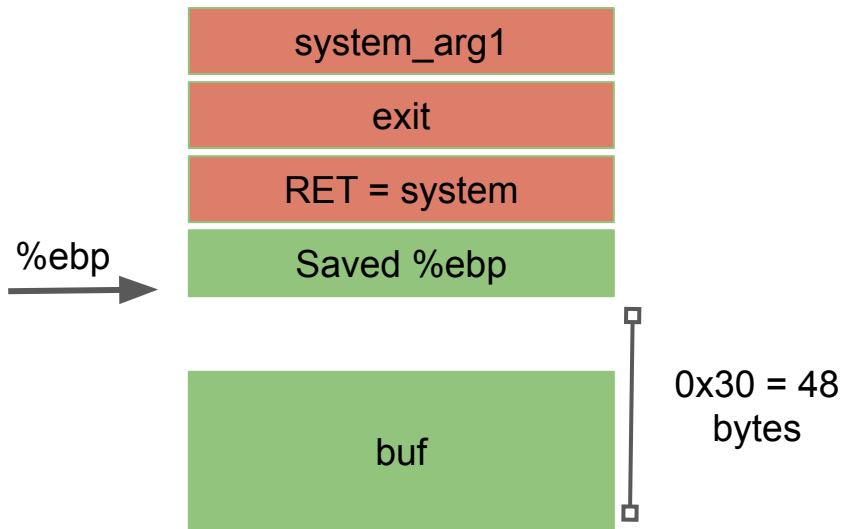 system_arg1
exit
RET = system
%ebp
Saved %ebp
0x30 = 48
bytes
buf